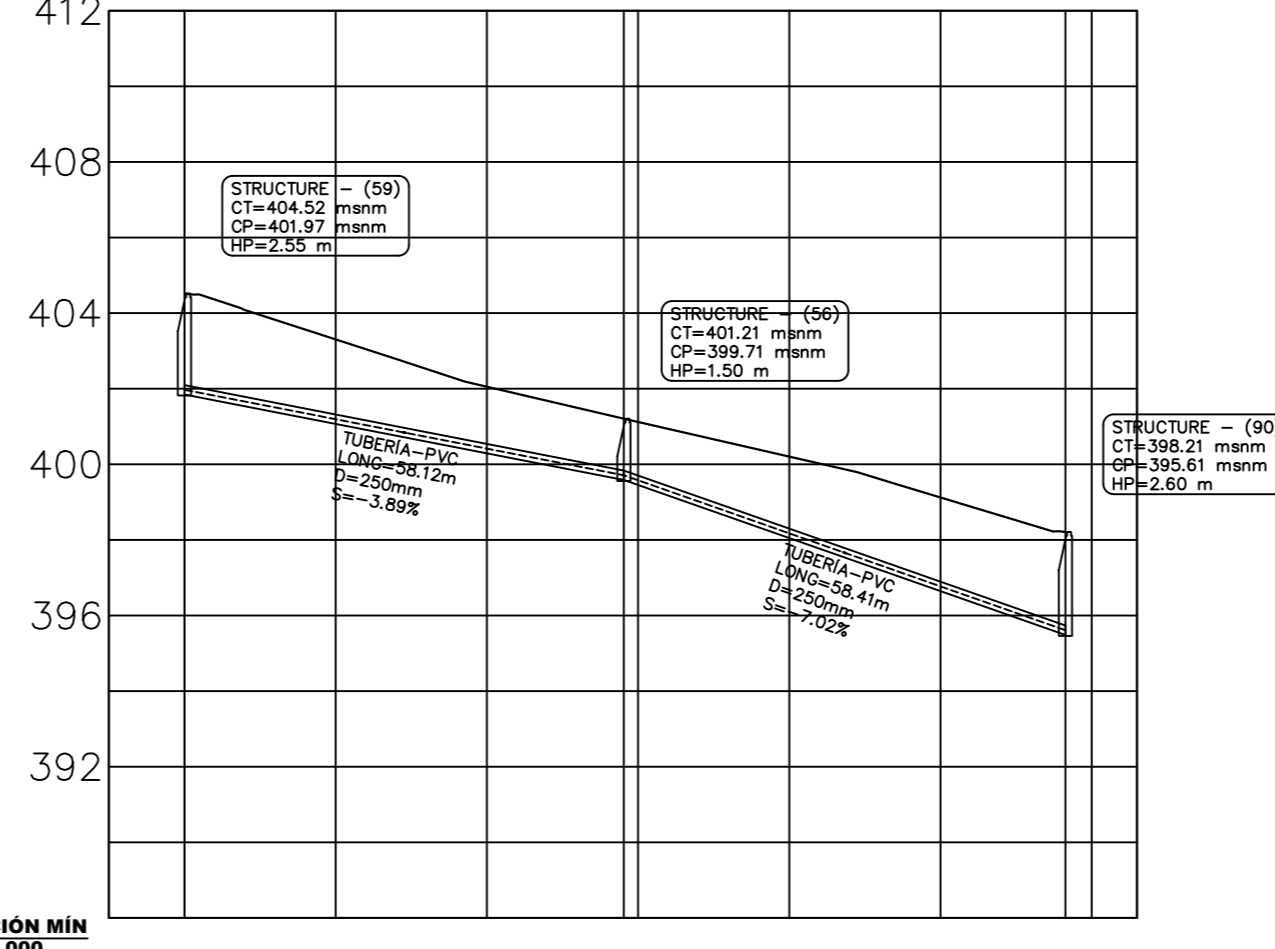 412
408
404
400
396
392
STRUCTURE – (59)
CT=404.52 msnm
CP=401.97 msnm
HP=2.55 m
STRUCTURE – (56)
CT=401.21 msnm
CP=399.71 msnm
HP=1.50 m
STRUCTURE – (90
CT=398.21 msnm
CP=395.61 msnm
HP=2.60 m
TUBERÍA–PVC
LONG=58.12m
D=250mm
S=–3.89%
TUBERÍA–PVC
LONG=58.41m
D=250mm
S=–7.02%
IÓN MÍN
000